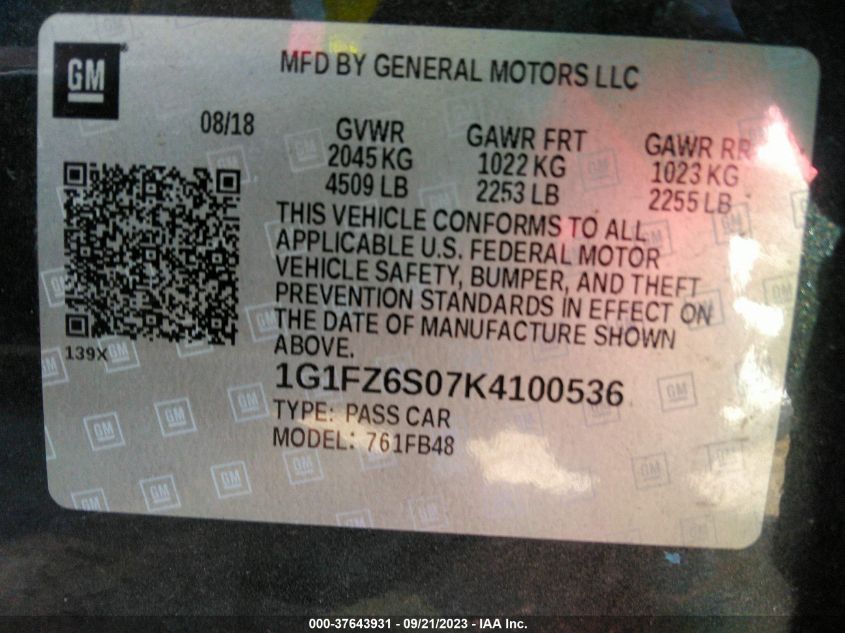 GM
MFD BY GENERAL MOTORS LLC
08/18
GVWR
2045 KG
4509 LB
GAWR FRT
1022 KG
2253 LB
GAWR RR
1023 KG
2255 LB
THIS VEHICLE CONFORMS TO ALL
APPLICABLE U.S. FEDERAL MOTOR
VEHICLE SAFETY, BUMPER, AND THEFT
PREVENTION STANDARDS IN EFFECT ON
THE DATE OF MANUFACTURE SHOWN
ABOVE.
139X
1G1FZ6S07K4100536
TYPE: PASS CAR
MODEL: 761FB48
000-37643931 - 09/21/2023 - IAA Inc.